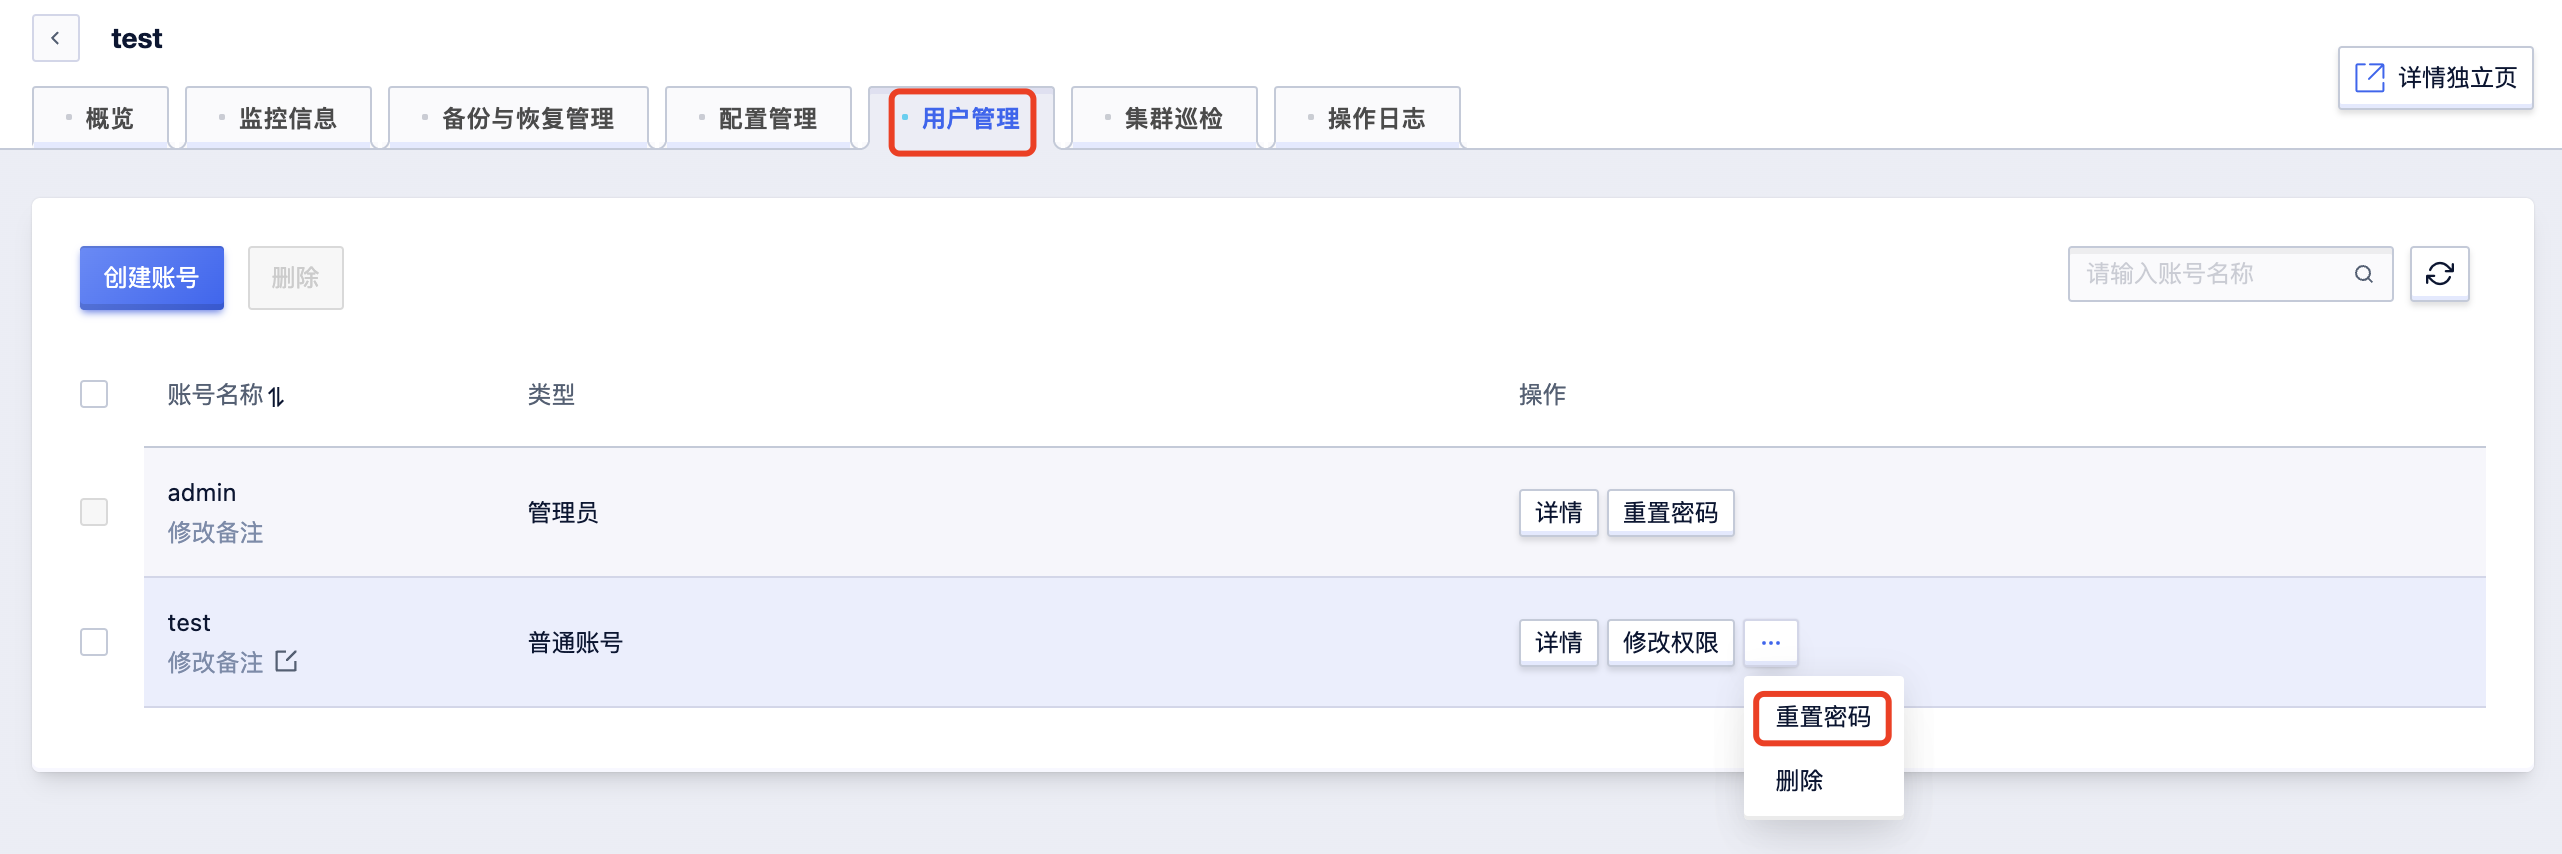 test
详情独立页
概览 监控信息 备份与恢复管理 配置管理 用户管理 集群巡检 操作日志
创建账号 删除 请输入账号名称
账号名称 类型 操作
admin
修改备注
管理员 详情 重置密码
test
修改备注
普通账号 详情 修改权限 ...
重置密码
删除